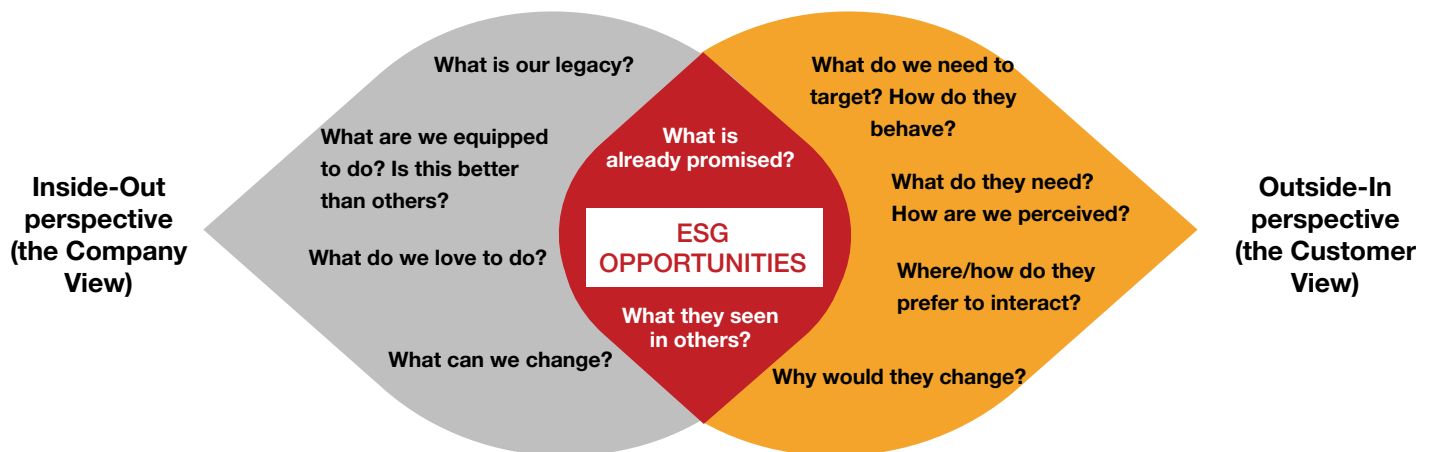 Inside-Out
perspective
(the Company
View)
What is our legacy?
What are we equipped
to do? Is this better
than others?
What do we love to do?
What can we change?
What is
already promised?
ESG
OPPORTUNITIES
What they seen
in others?
What do we need to
target? How do they
behave?
What do they need?
How are we perceived?
Where/how do they
prefer to interact?
Why would they change?
Outside-In
perspective
(the Customer
View)